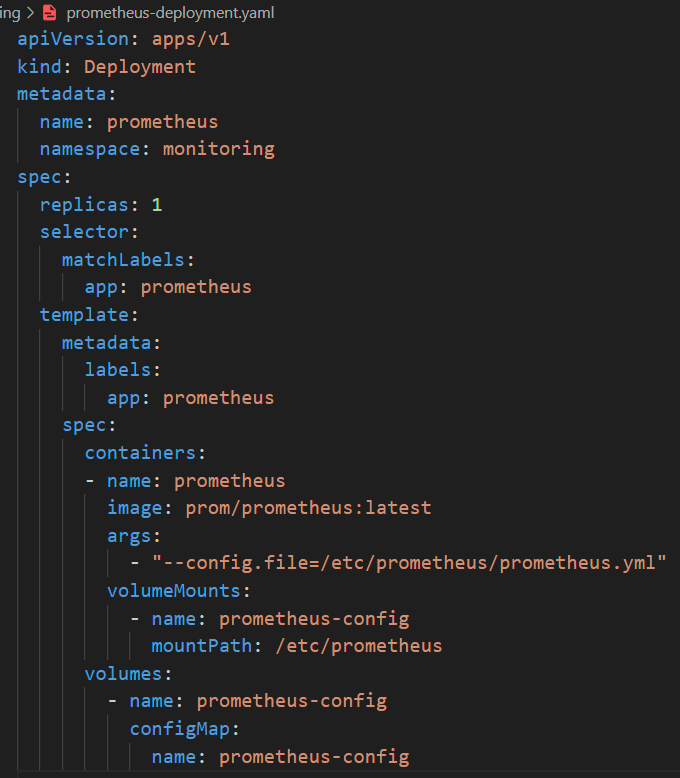 ing > prometheus-deployment.yaml
apiVersion: apps/v1
kind: Deployment
metadata:
  name: prometheus
  namespace: monitoring
spec:
  replicas: 1
  selector:
    matchLabels:
      app: prometheus
  template:
    metadata:
      labels:
        app: prometheus
    spec:
      containers:
      - name: prometheus
        image: prom/prometheus:latest
        args:
          - "--config.file=/etc/prometheus/prometheus.yml"
        volumeMounts:
          - name: prometheus-config
            mountPath: /etc/prometheus
      volumes:
        - name: prometheus-config
          configMap:
            name: prometheus-config